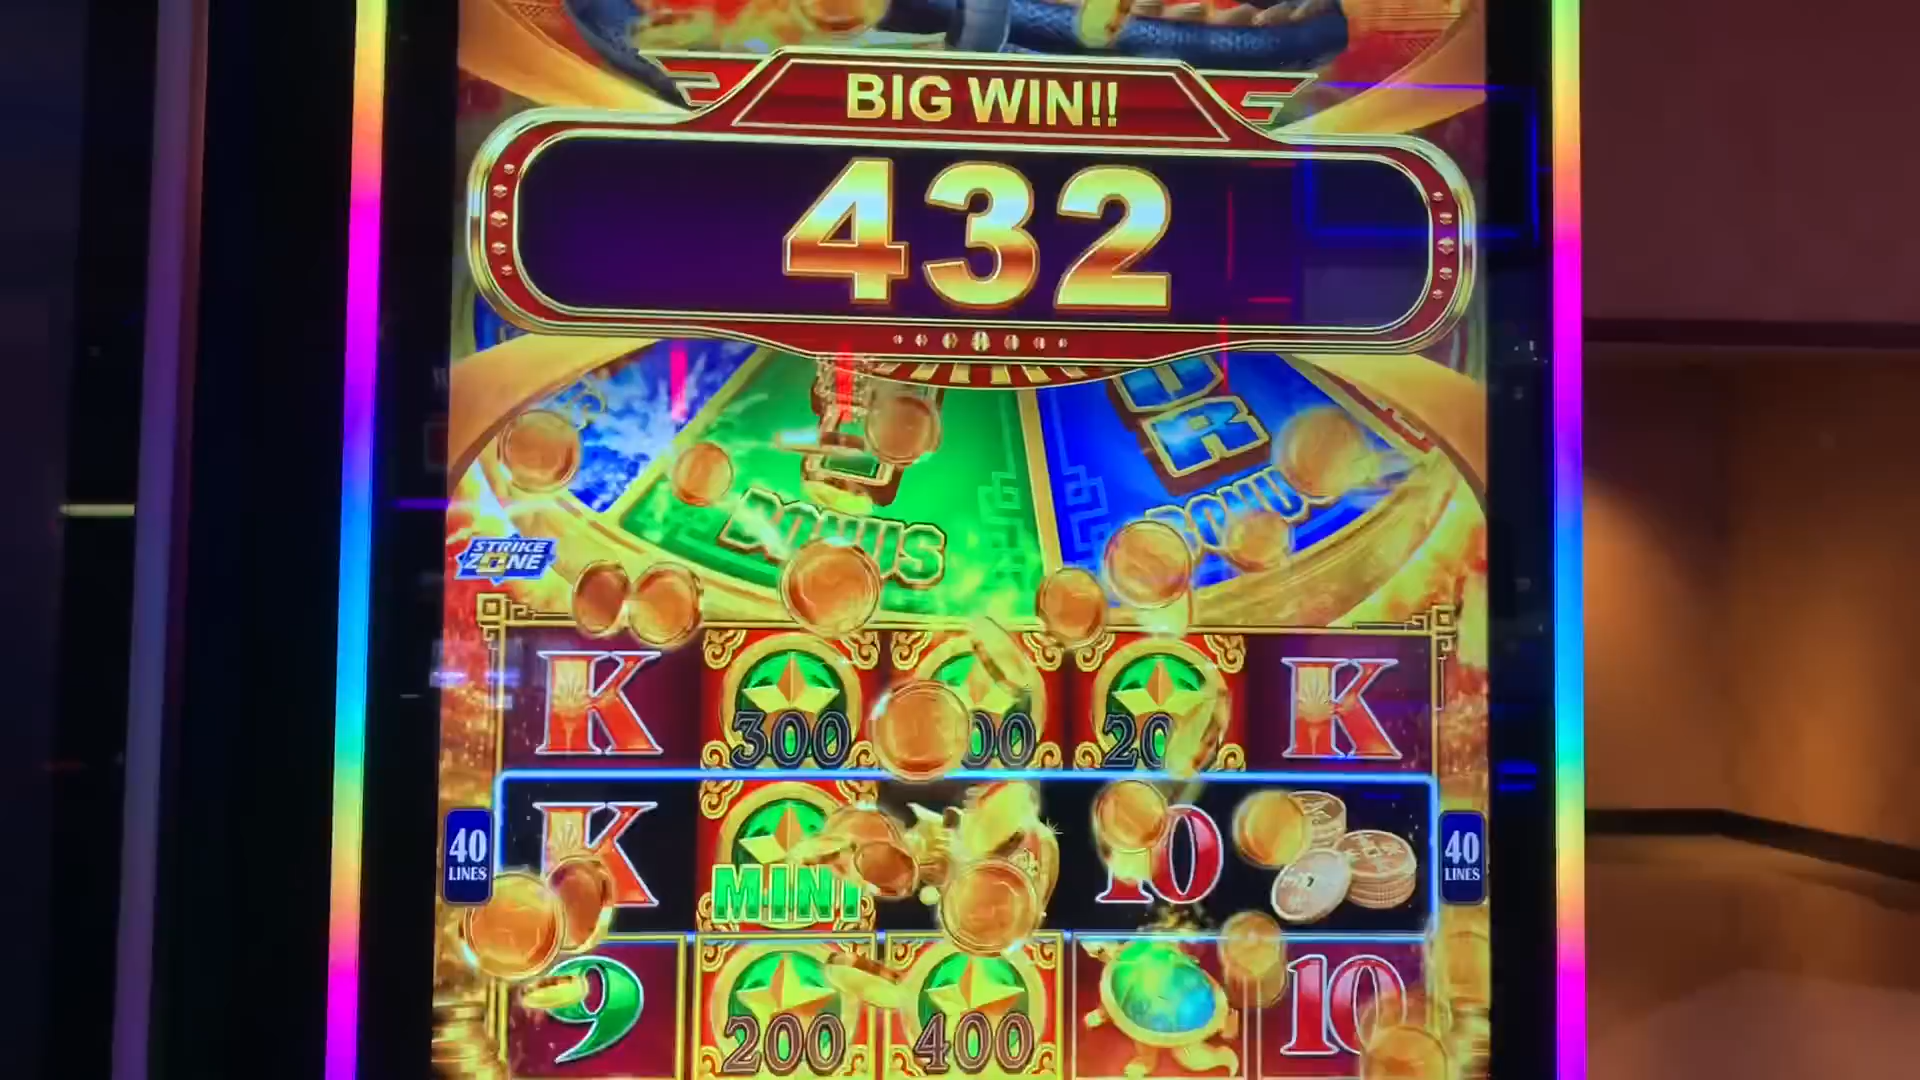 BIG WIN!!
432
BONUS
STRIKE
ZONE
K
300
K
40
LINES
K
MINI
10
40
LINES
9
200
400
10